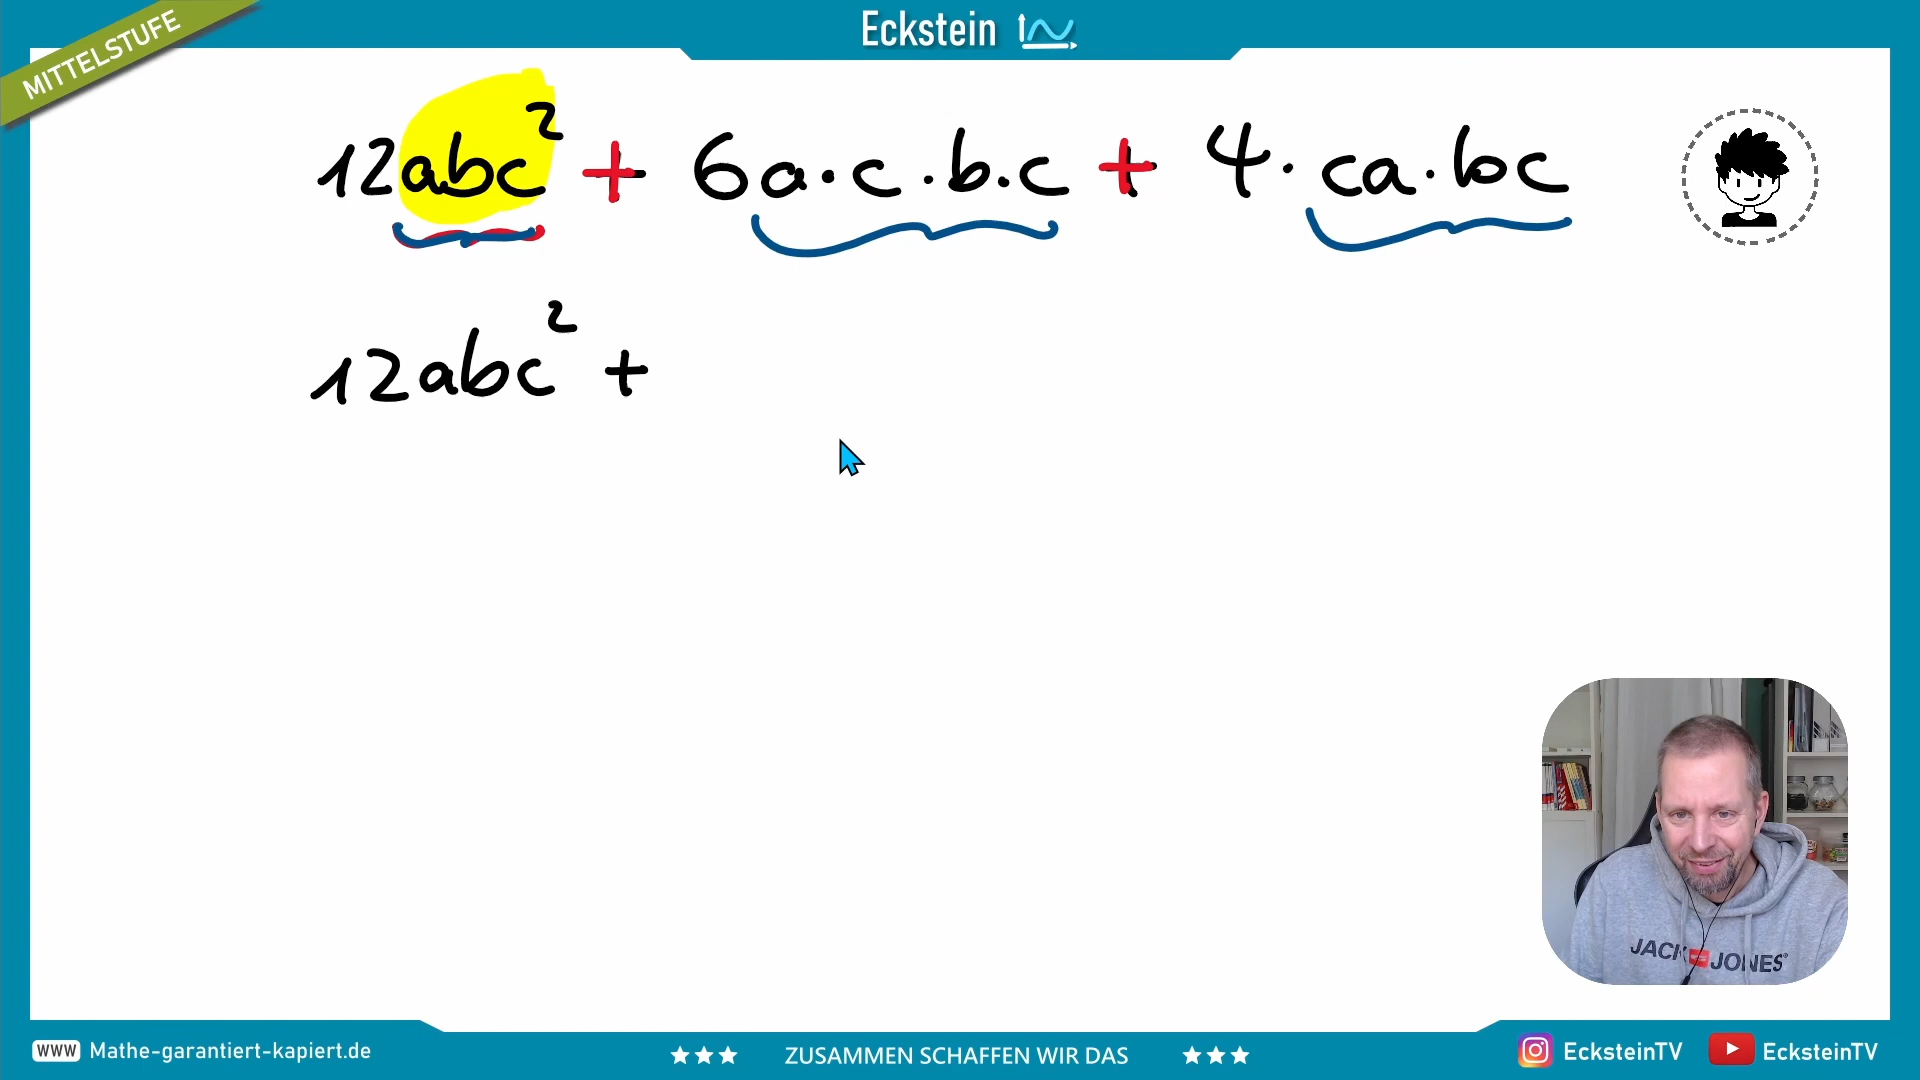 MITTELSTUFE
Eckstein
12abc² + 6a·c·b·c + 4·ca·bc
12abc² +
JACK JONES
www Mathe-garantiert-kapiert.de
★★★ ZUSAMMEN SCHAFFEN WIR DAS ★★★
EcksteinTV
EcksteinTV